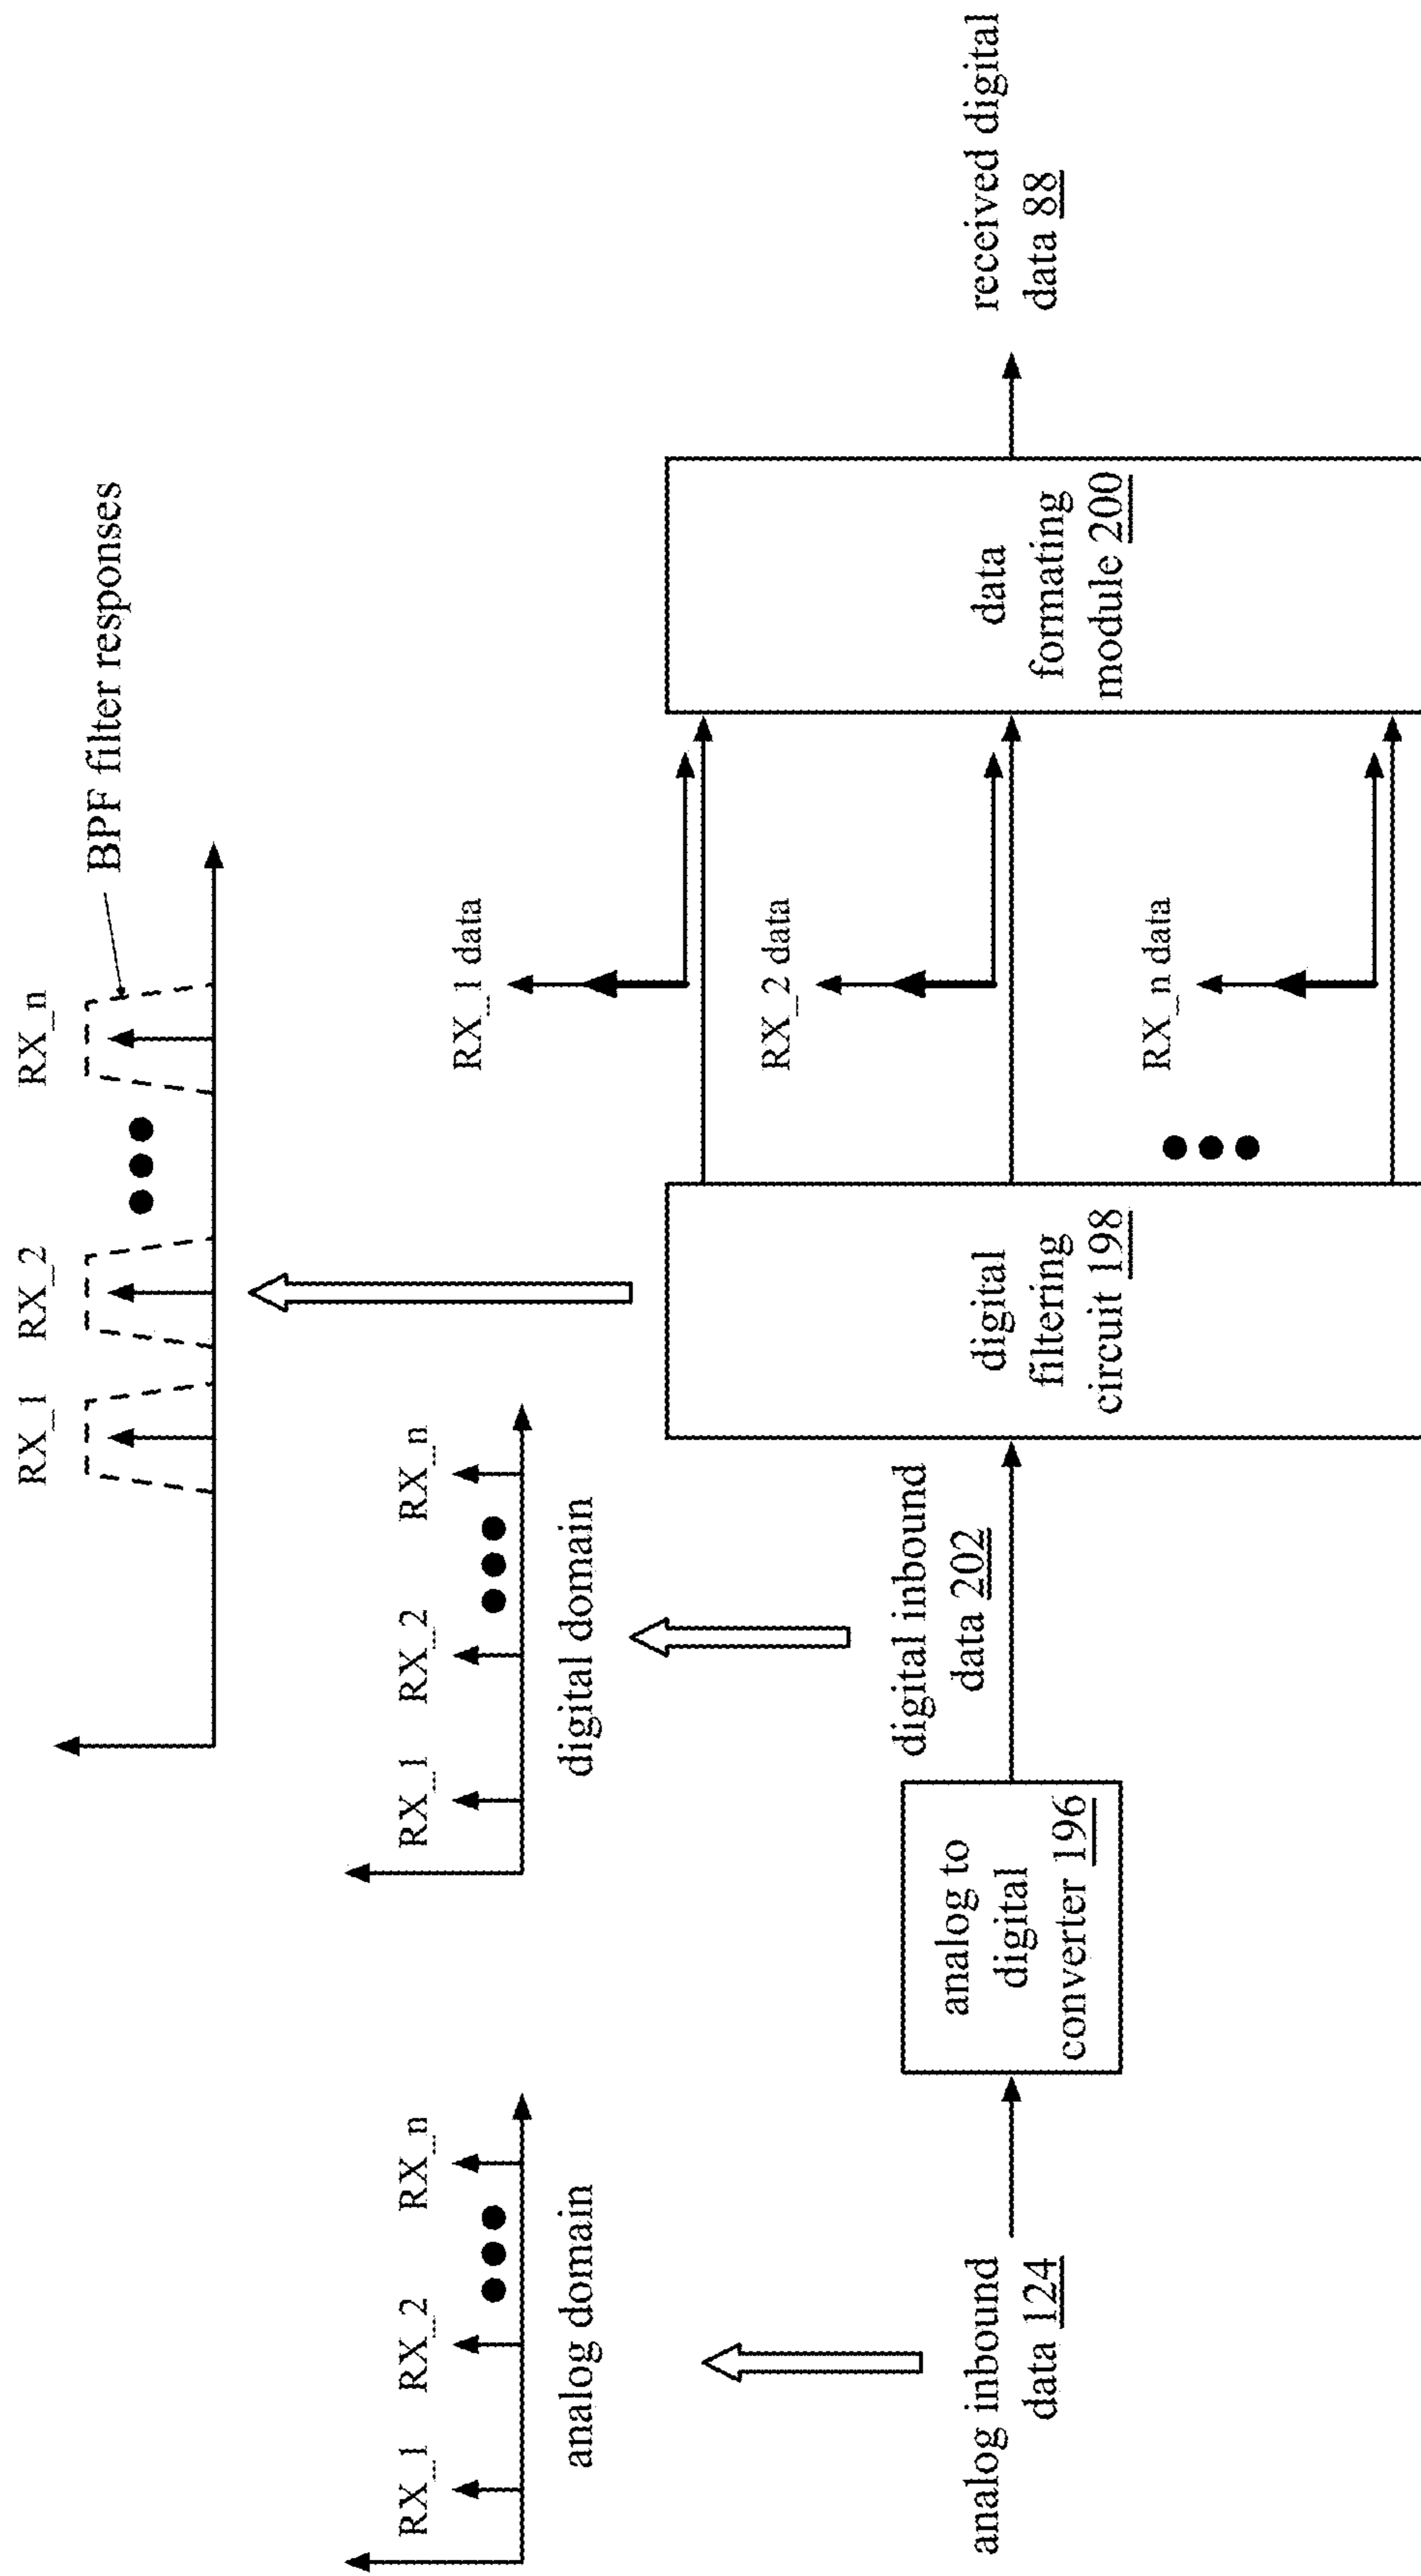 RX_1
RX_2
RX_n
BPF filter responses
RX_1
RX_2
RX_n
analog domain
RX_1
RX_2
RX_n
digital domain
RX_1 data
RX_2 data
RX_n data
analog inbound
data 124
analog to
digital
converter 196
digital inbound
data 202
digital
filtering
circuit 198
data
formating
module 200
received digital
data 88